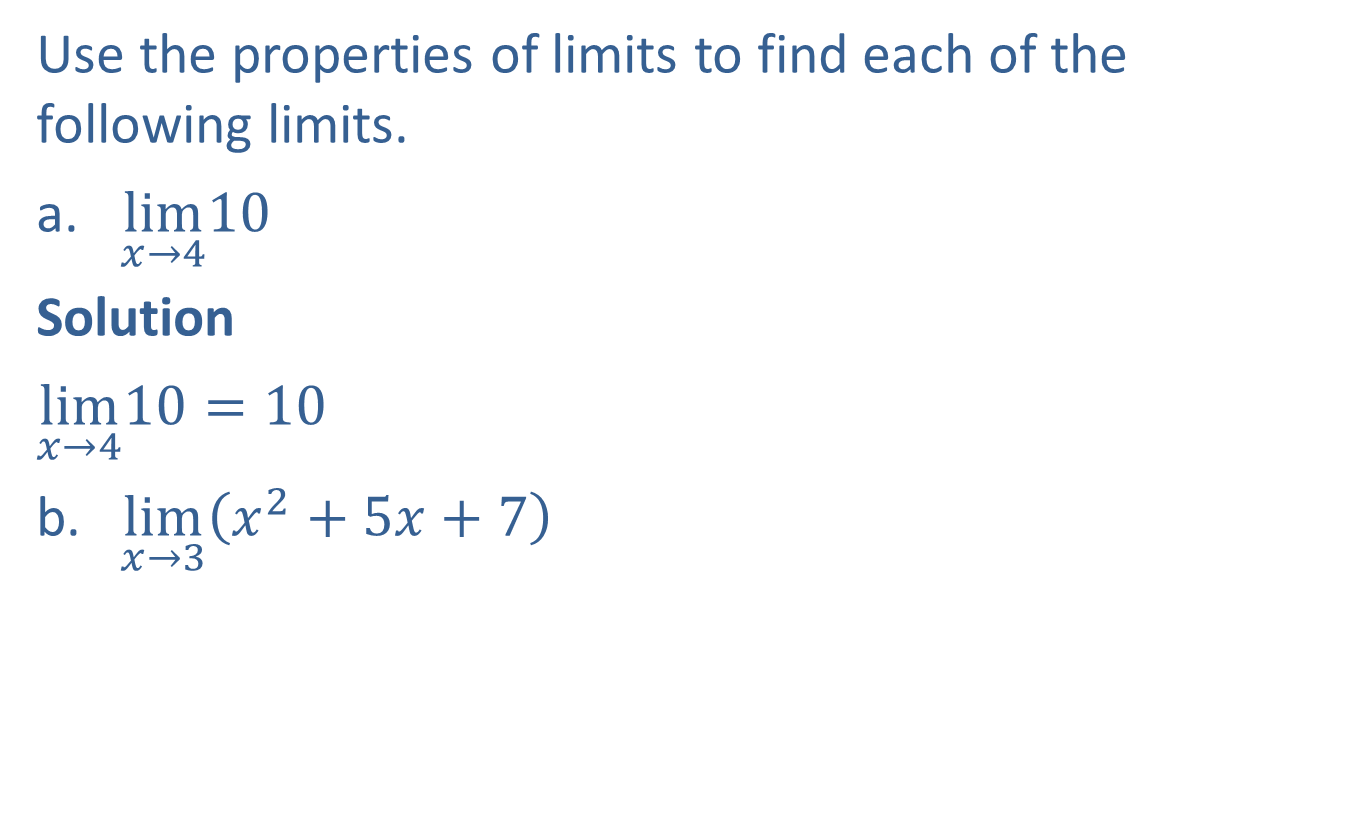 Use the properties of limits to find each of the
following limits.
a. lim 10
x→4
Solution
lim 10 = 10
x→4
b. lim (x² + 5x + 7)
x→3